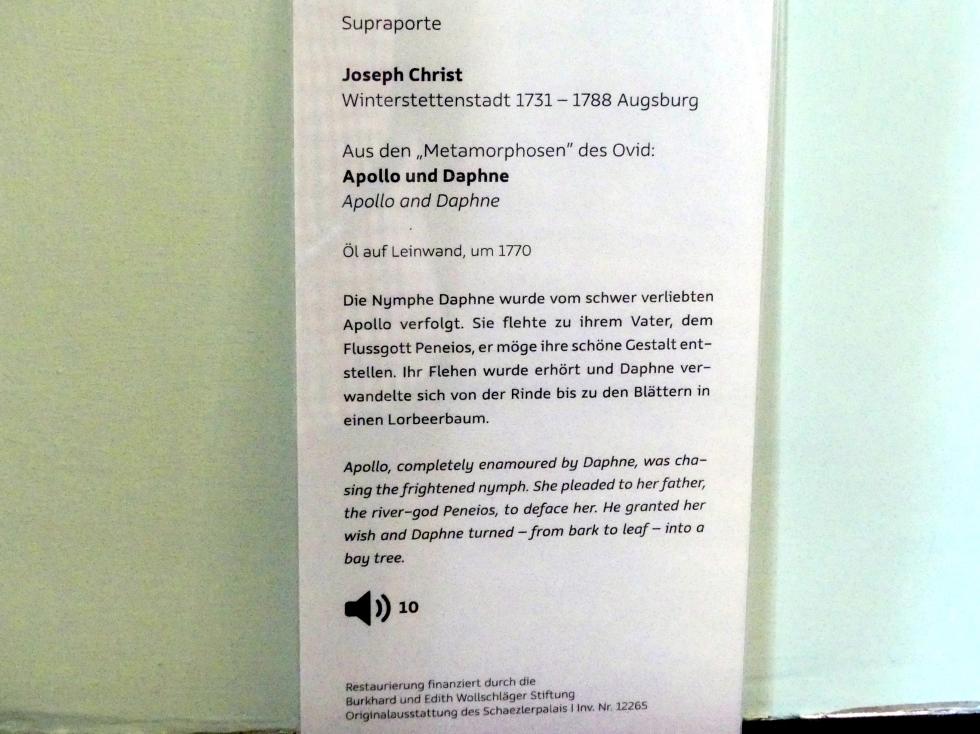 Supraporte
Joseph Christ
Winterstettenstadt 1731 – 1788 Augsburg
Aus den „Metamorphosen” des Ovid:
Apollo und Daphne
Apollo and Daphne
Öl auf Leinwand, um 1770
Die Nymphe Daphne wurde vom schwer verliebten
Apollo verfolgt. Sie flehte zu ihrem Vater, dem
Flussgott Peneios, er möge ihre schöne Gestalt ent–
stellen. Ihr Flehen wurde erhört und Daphne ver–
wandelte sich von der Rinde bis zu den Blättern in
einen Lorbeerbaum.
Apollo, completely enamoured by Daphne, was cha–
sing the frightened nymph. She pleaded to her father,
the river–god Peneios, to deface her. He granted her
wish and Daphne turned – from bark to leaf – into a
bay tree.
10
Restaurierung finanziert durch die
Burkhard und Edith Wollschläger Stiftung
Originalausstattung des Schaezlerpalais I Inv. Nr. 12265